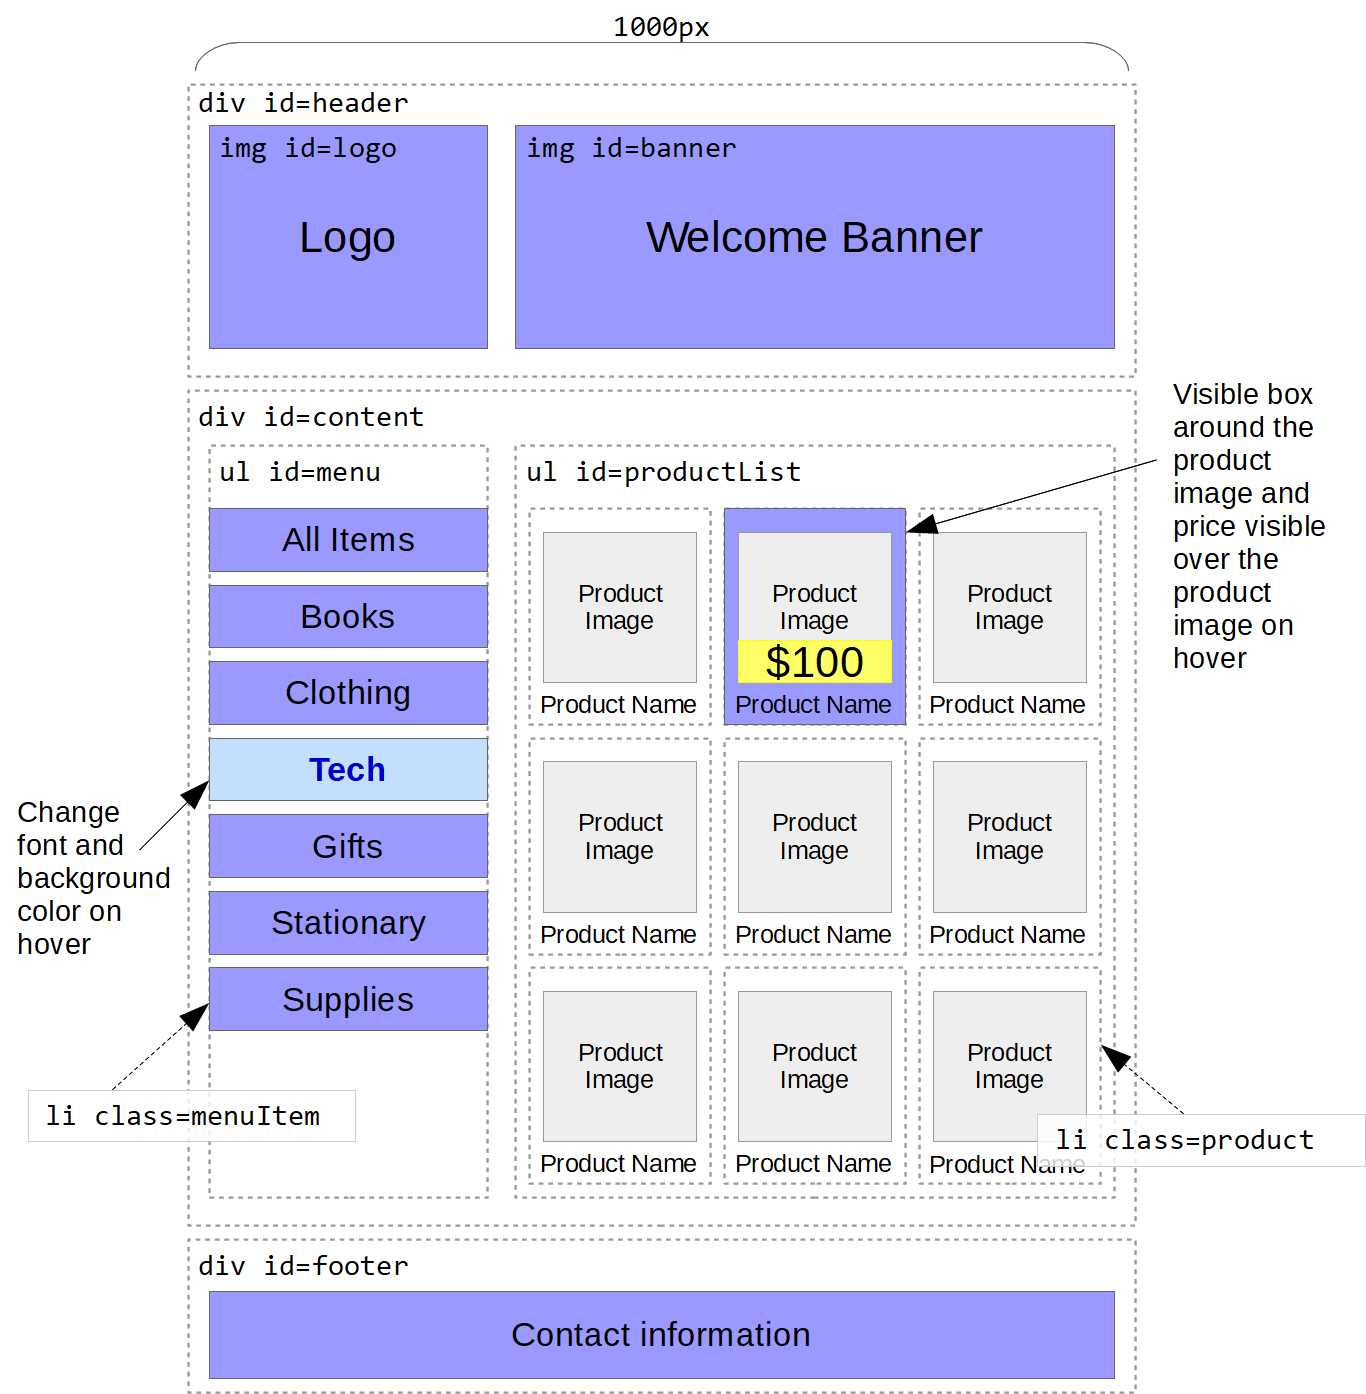 1000px
div id=header
img id=logo
Logo
img id=banner
Welcome Banner
div id=content
ul id=menu
All Items
Books
Clothing
Tech
Gifts
Stationary
Supplies
Change
font and
background
color on
hover
li class=menuItem
ul id=productList
Product
Image
Product Name
Product
Image
$100
Product Name
Product
Image
Product Name
Product
Image
Product Name
Product
Image
Product Name
Product
Image
Product Name
Product
Image
Product Name
Product
Image
Product Name
Product
Image
Product Name
li class=product
Visible box
around the
product
image and
price visible
over the
product
image on
hover
div id=footer
Contact information